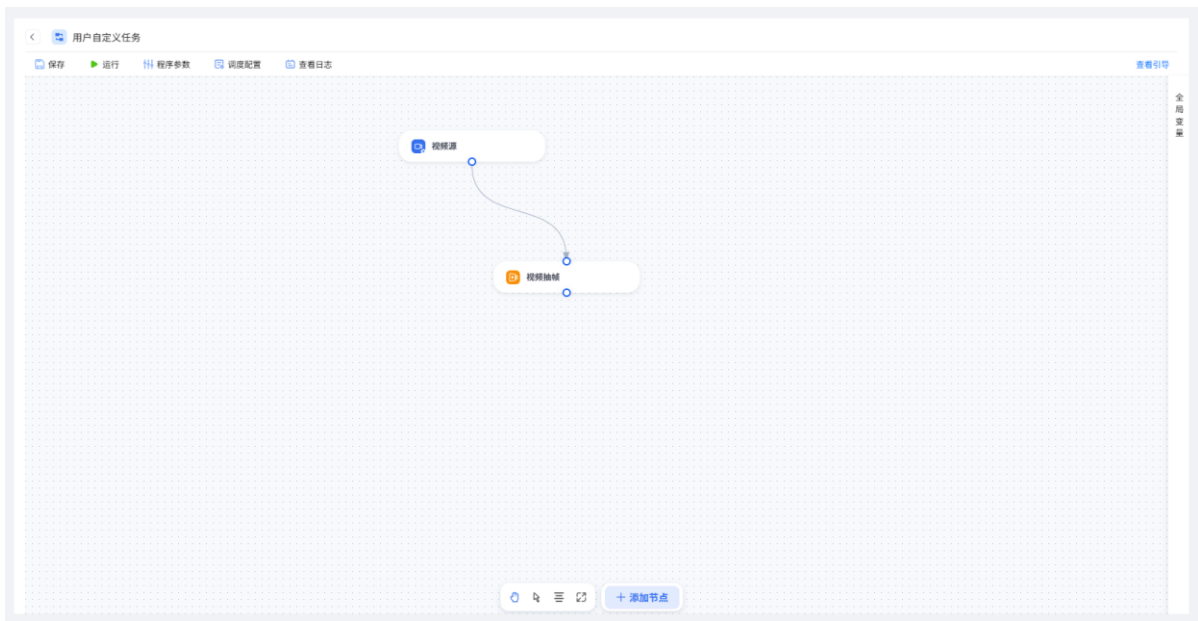 用户自定义任务
保存 运行 程序参数 调度配置 查看日志 查看引导
全局变量
视频源
视频抽帧
添加节点